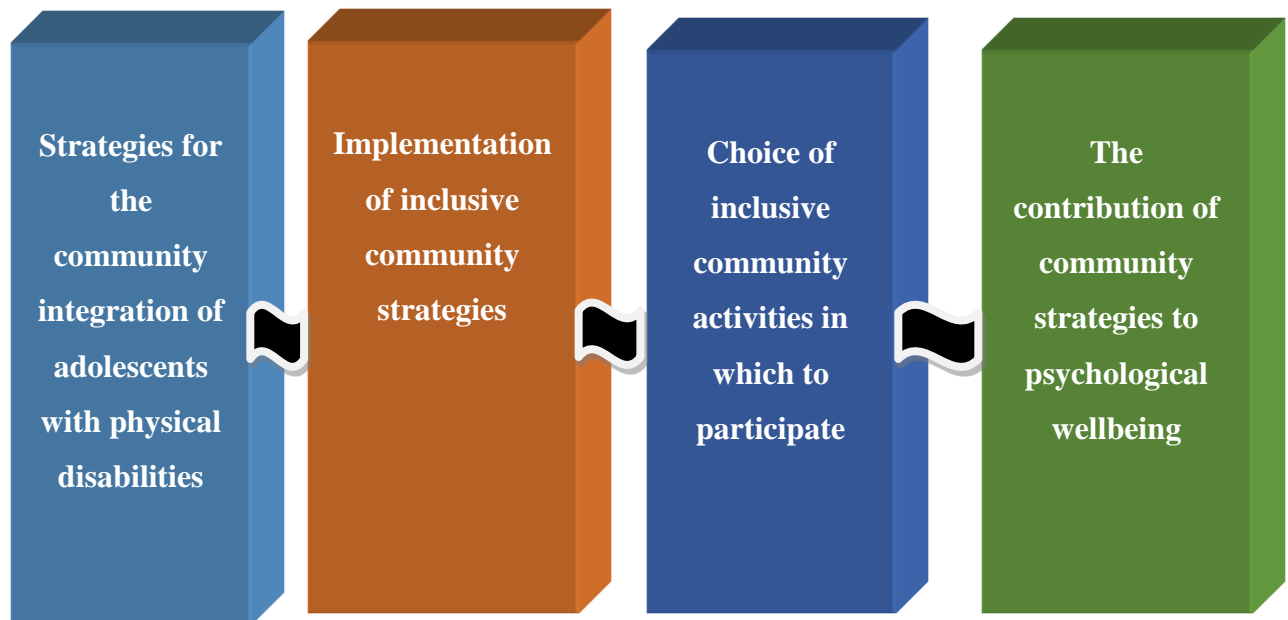 Strategies for
the
community
integration of
adolescents
with physical
disabilities
Implementation
of inclusive
community
strategies
Choice of
inclusive
community
activities in
which to
participate
The
contribution of
community
strategies to
psychological
wellbeing